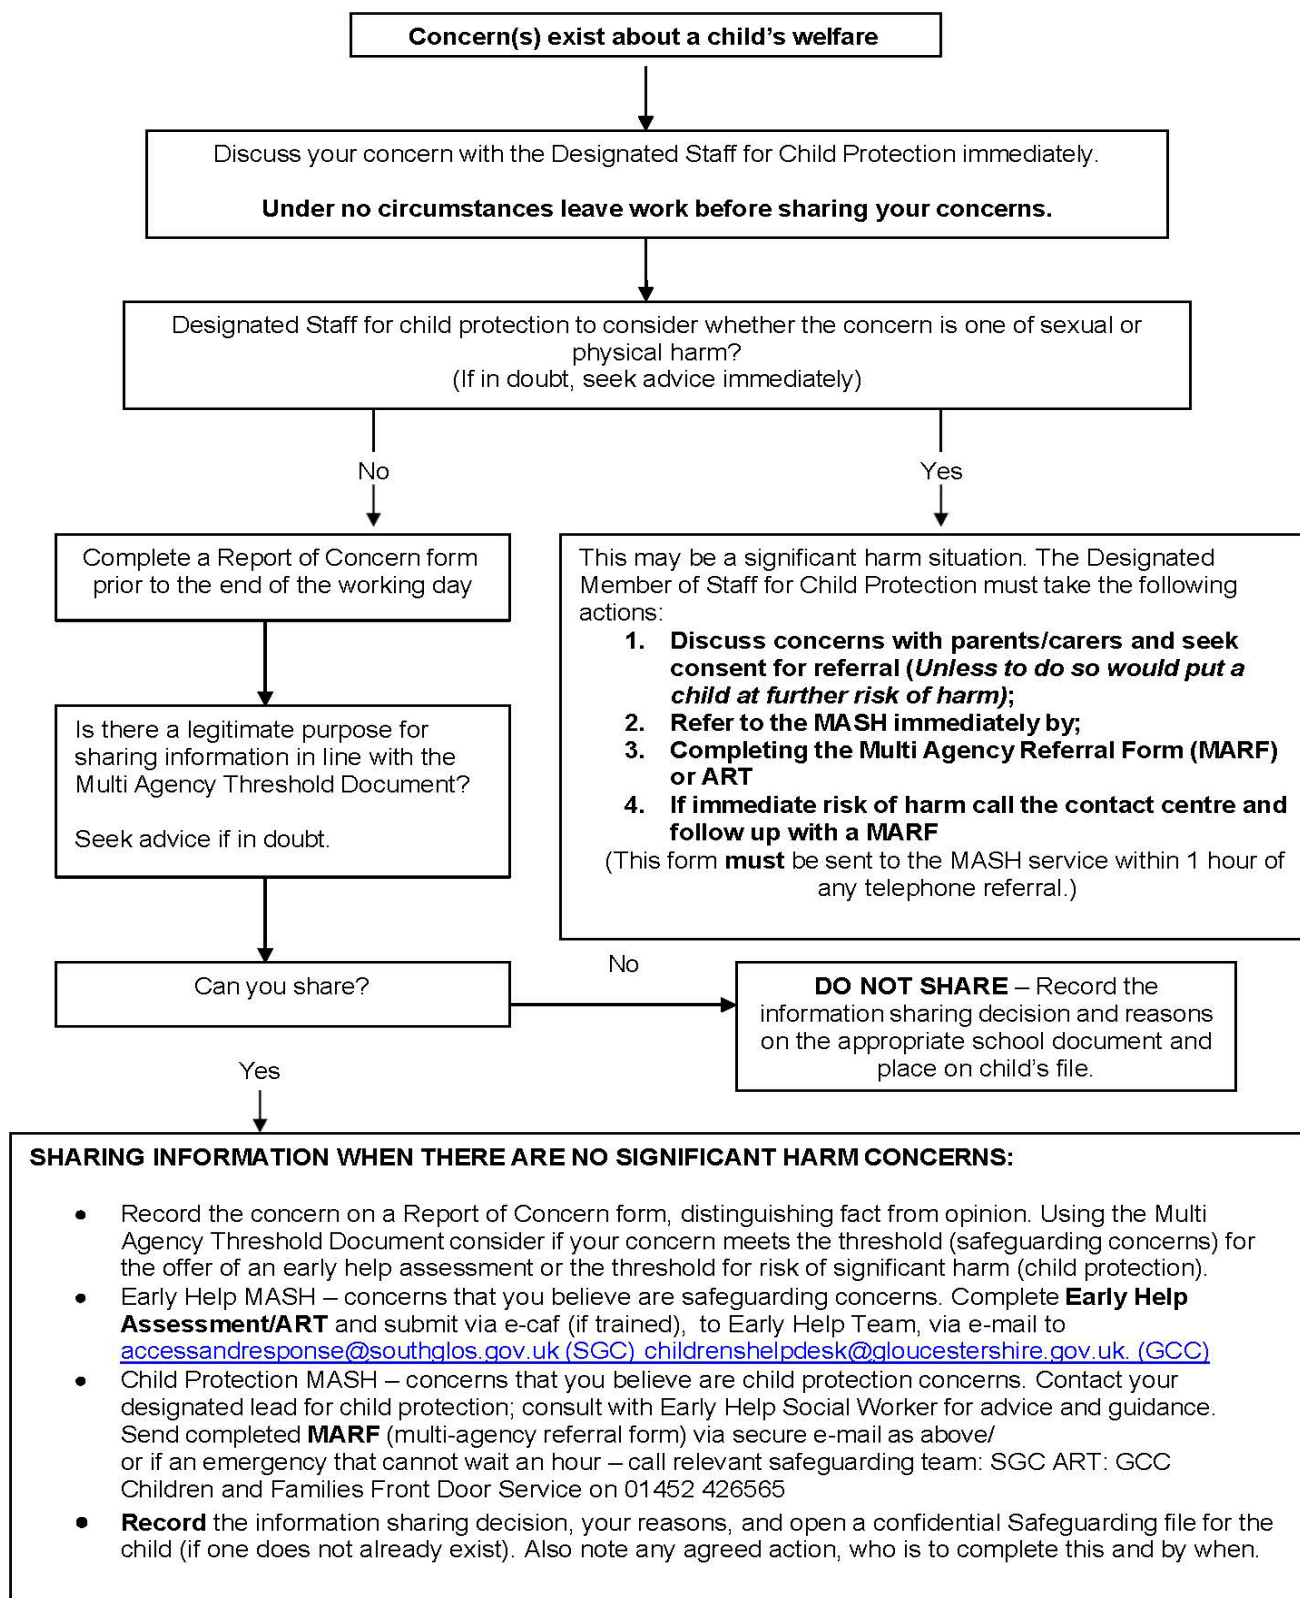 Concern(s) exist about a child's welfare
Discuss your concern with the Designated Staff for Child Protection immediately.
Under no circumstances leave work before sharing your concerns.
Designated Staff for child protection to consider whether the concern is one of sexual or
physical harm?
(If in doubt, seek advice immediately)
No
Yes
Complete a Report of Concern form
prior to the end of the working day
This may be a significant harm situation. The Designated
Member of Staff for Child Protection must take the following
actions:
1. Discuss concerns with parents/carers and seek
consent for referral (Unless to do so would put a
child at further risk of harm);
2. Refer to the MASH immediately by;
3. Completing the Multi Agency Referral Form (MARF)
or ART
4. If immediate risk of harm call the contact centre and
follow up with a MARF
(This form must be sent to the MASH service within 1 hour of
any telephone referral.)
Is there a legitimate purpose for
sharing information in line with the
Multi Agency Threshold Document?
Seek advice if in doubt.
Can you share?
No
DO NOT SHARE – Record the
information sharing decision and reasons
on the appropriate school document and
place on child's file.
Yes
SHARING INFORMATION WHEN THERE ARE NO SIGNIFICANT HARM CONCERNS:
• Record the concern on a Report of Concern form, distinguishing fact from opinion. Using the Multi
Agency Threshold Document consider if your concern meets the threshold (safeguarding concerns) for
the offer of an early help assessment or the threshold for risk of significant harm (child protection).
• Early Help MASH – concerns that you believe are safeguarding concerns. Complete Early Help
Assessment/ART and submit via e-caf (if trained), to Early Help Team, via e-mail to
accessandresponse@southglos.gov.uk (SGC) childrenshelpdesk@gloucestershire.gov.uk. (GCC)
• Child Protection MASH – concerns that you believe are child protection concerns. Contact your
designated lead for child protection; consult with Early Help Social Worker for advice and guidance.
Send completed MARF (multi-agency referral form) via secure e-mail as above/
or if an emergency that cannot wait an hour – call relevant safeguarding team: SGC ART: GCC
Children and Families Front Door Service on 01452 426565
• Record the information sharing decision, your reasons, and open a confidential Safeguarding file for the
child (if one does not already exist). Also note any agreed action, who is to complete this and by when.